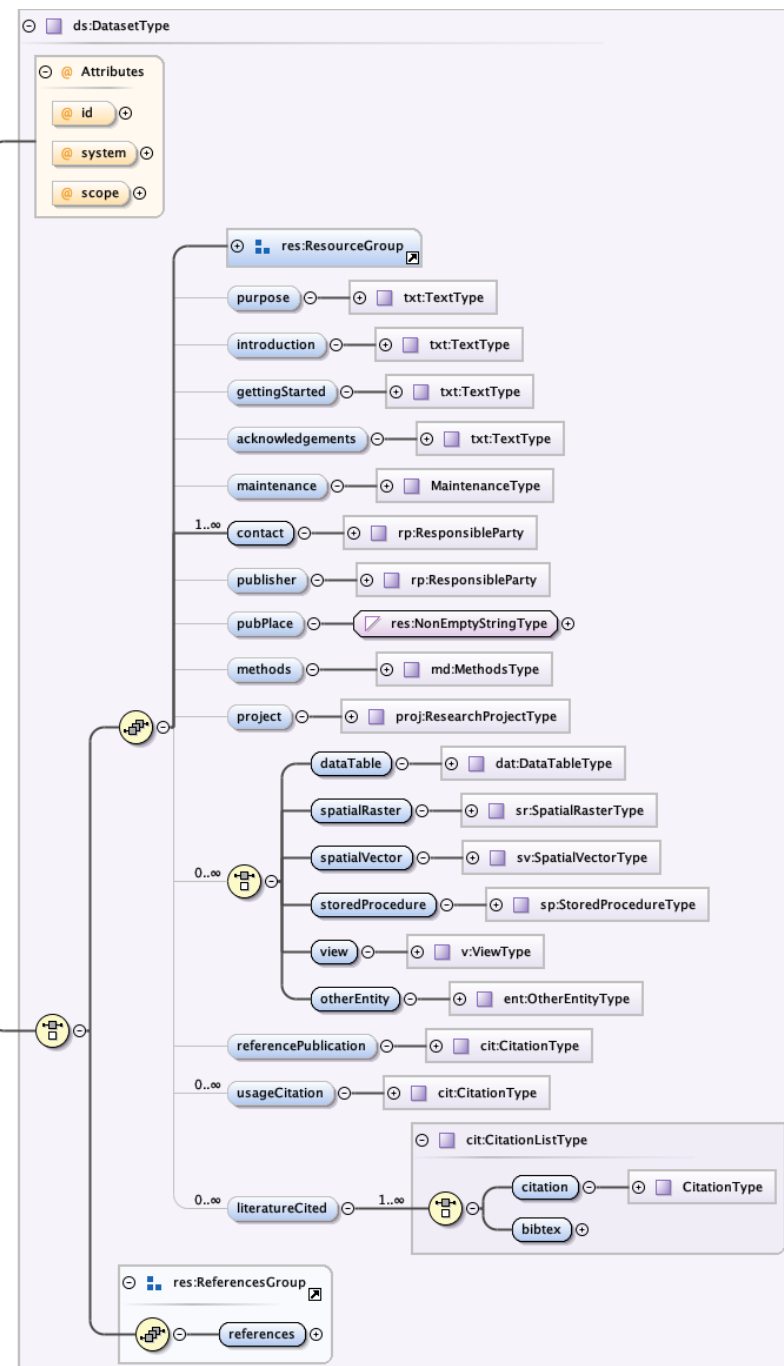 ds:DatasetType
@ Attributes
@ id
@ system
@ scope
res:ResourceGroup
purpose txt:TextType
introduction txt:TextType
gettingStarted txt:TextType
acknowledgements txt:TextType
maintenance MaintenanceType
1..∞ contact rp:ResponsibleParty
publisher rp:ResponsibleParty
pubPlace res:NonEmptyStringType
methods md:MethodsType
project proj:ResearchProjectType
dataTable dat:DataTableType
spatialRaster sr:SpatialRasterType
spatialVector sv:SpatialVectorType
0..∞
storedProcedure sp:StoredProcedureType
view v:ViewType
otherEntity ent:OtherEntityType
referencePublication cit:CitationType
0..∞ usageCitation cit:CitationType
cit:CitationListType
citation CitationType
0..∞ literatureCited 1..∞
bibtex
res:ReferencesGroup
references